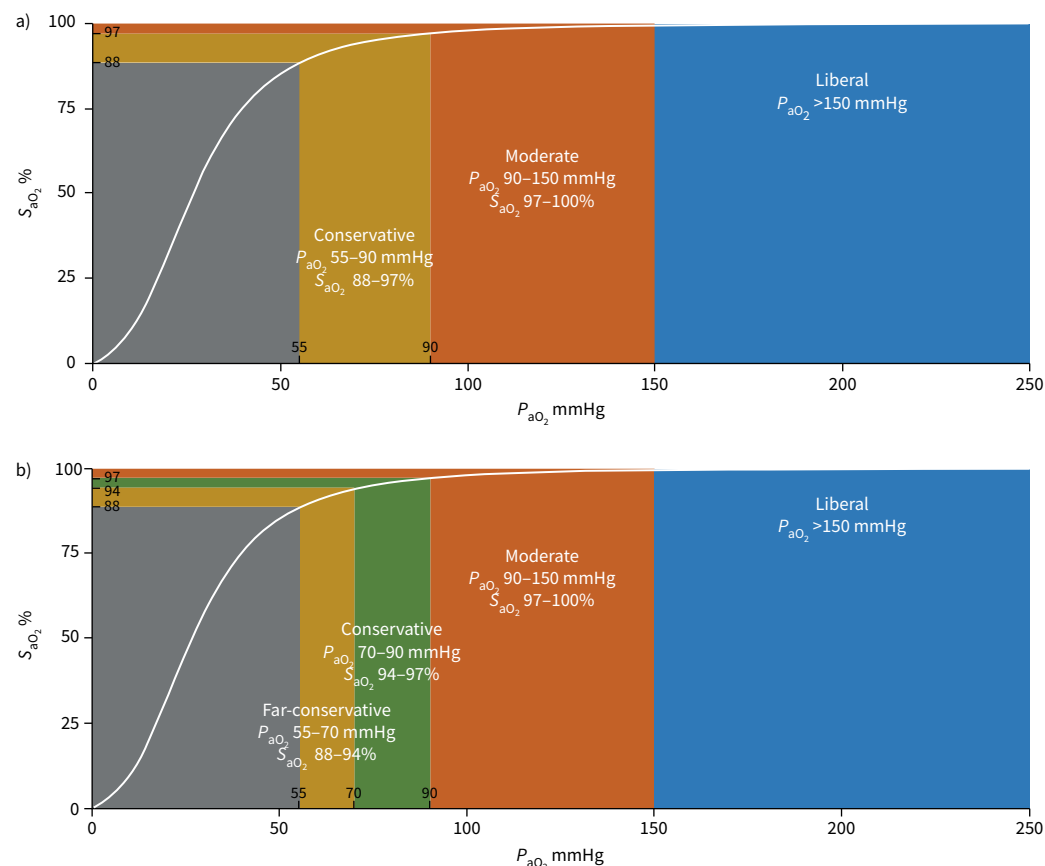 a)
100
97
88
75
50
25
0
SaO2 %
Liberal
PaO2 >150 mmHg
Moderate
PaO2 90–150 mmHg
SaO2 97–100%
Conservative
PaO2 55–90 mmHg
SaO2 88–97%
55
90
0
50
100
150
200
250
PaO2 mmHg
b)
100
97
94
88
75
50
25
0
SaO2 %
Liberal
PaO2 >150 mmHg
Moderate
PaO2 90–150 mmHg
SaO2 97–100%
Conservative
PaO2 70–90 mmHg
SaO2 94–97%
Far-conservative
PaO2 55–70 mmHg
SaO2 88–94%
55
70
90
0
50
100
150
200
250
PaO2 mmHg